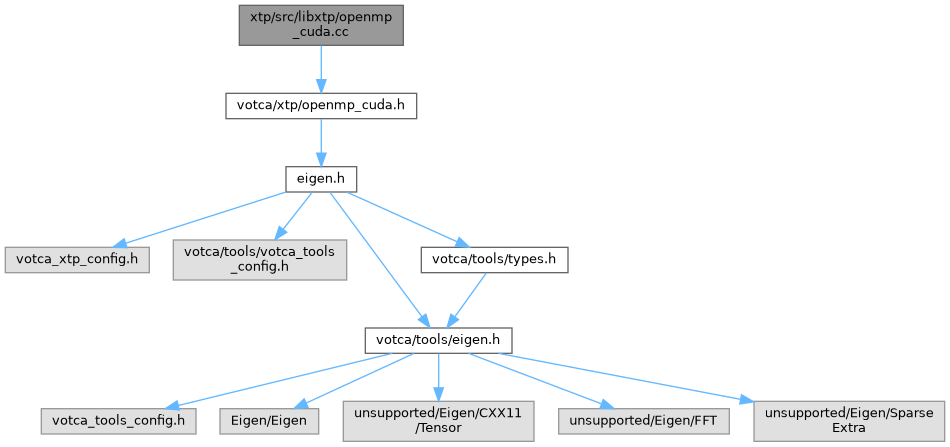 xtp/src/libxtp/openmp
_cuda.cc
votca/xtp/openmp_cuda.h
eigen.h
votca_xtp_config.h
votca/tools/votca_tools
_config.h
votca/tools/types.h
votca/tools/eigen.h
votca_tools_config.h
Eigen/Eigen
unsupported/Eigen/CXX11
/Tensor
unsupported/Eigen/FFT
unsupported/Eigen/Sparse
Extra